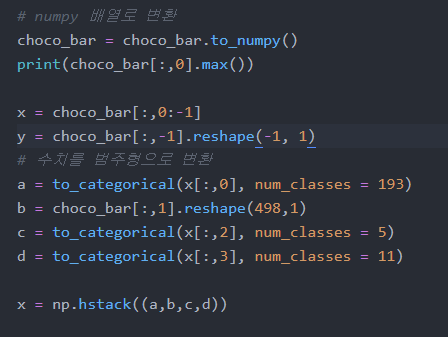 # numpy 배열로 변환
choco_bar = choco_bar.to_numpy()
print(choco_bar[:,0].max())
x = choco_bar[:,0:-1]
y = choco_bar[:,-1].reshape(-1, 1)
# 수치를 범주형으로 변환
a = to_categorical(x[:,0], num_classes = 193)
b = choco_bar[:,1].reshape(498,1)
c = to_categorical(x[:,2], num_classes = 5)
d = to_categorical(x[:,3], num_classes = 11)
x = np.hstack((a,b,c,d))